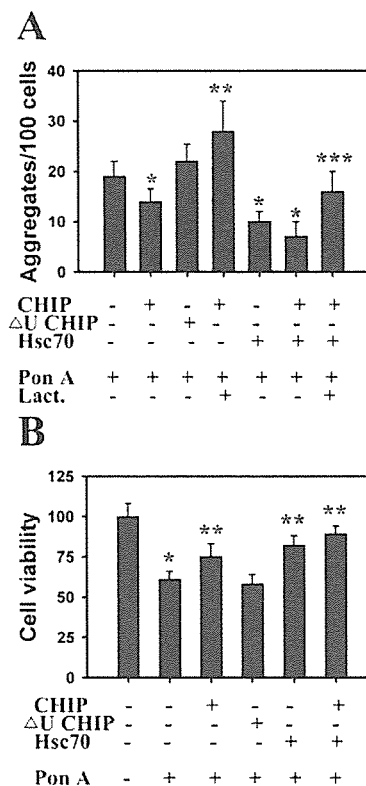 A
Aggregates/100 cells
40
30
20
10
0
* ** * * ***
CHIP - + - + - + +
△U CHIP - - + - - - -
Hsc70 - - - - + + +
Pon A + + + + + + +
Lact. - - - + - - +
B
Cell viability
125
100
75
50
25
0
* ** ** **
CHIP - - + - - +
△U CHIP - - - + - -
Hsc70 - - - - + +
Pon A - + + + + +